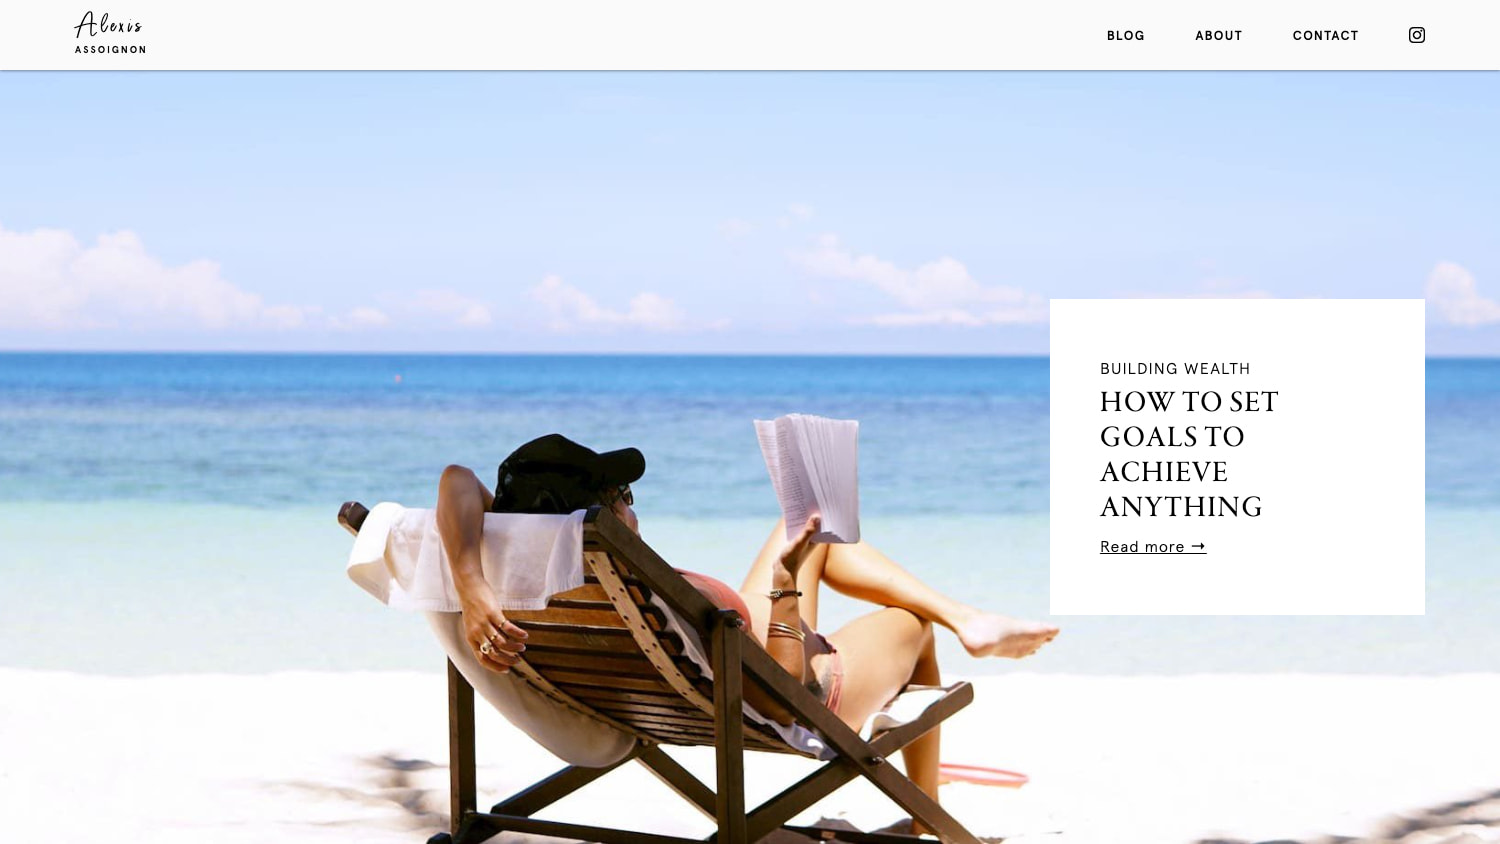 Alexis
ASSOIGNON
BLOG
ABOUT
CONTACT
BUILDING WEALTH
HOW TO SET
GOALS TO
ACHIEVE
ANYTHING
Read more →